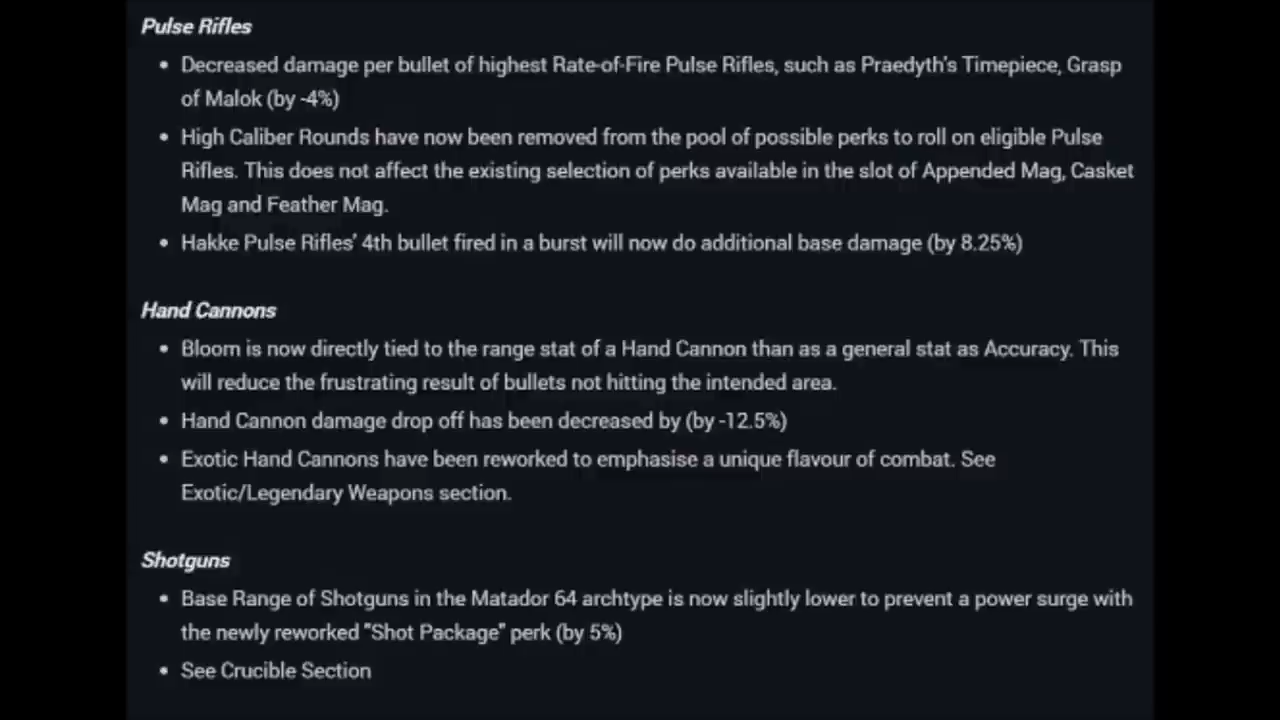 Pulse Rifles
• Decreased damage per bullet of highest Rate-of-Fire Pulse Rifles, such as Praedyth's Timepiece, Grasp
of Malok (by -4%)
• High Caliber Rounds have now been removed from the pool of possible perks to roll on eligible Pulse
Rifles. This does not affect the existing selection of perks available in the slot of Appended Mag, Casket
Mag and Feather Mag.
• Hakke Pulse Rifles' 4th bullet fired in a burst will now do additional base damage (by 8.25%)
Hand Cannons
• Bloom is now directly tied to the range stat of a Hand Cannon than as a general stat as Accuracy. This
will reduce the frustrating result of bullets not hitting the intended area.
• Hand Cannon damage drop off has been decreased by (by -12.5%)
• Exotic Hand Cannons have been reworked to emphasise a unique flavour of combat. See
Exotic/Legendary Weapons section.
Shotguns
• Base Range of Shotguns in the Matador 64 archtype is now slightly lower to prevent a power surge with
the newly reworked "Shot Package" perk (by 5%)
• See Crucible Section